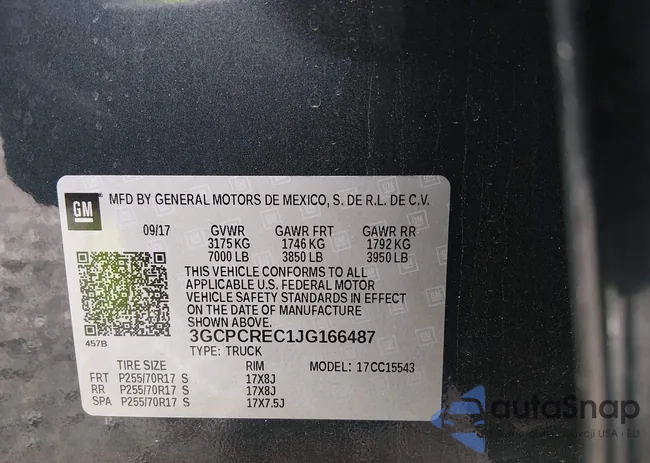 GM
MFD BY GENERAL MOTORS DE MEXICO, S. DE R.L. DE C.V.
09/17 GVWR GAWR FRT GAWR RR
3175 KG 1746 KG 1792 KG
7000 LB 3850 LB 3950 LB
THIS VEHICLE CONFORMS TO ALL
APPLICABLE U.S. FEDERAL MOTOR
VEHICLE SAFETY STANDARDS IN EFFECT
ON THE DATE OF MANUFACTURE
SHOWN ABOVE.
457B
3GCPCREC1JG166487
TYPE: TRUCK
TIRE SIZE RIM MODEL: 17CC15543
FRT P255/70R17 S 17X8J
RR P255/70R17 S 17X8J
SPA P255/70R17 S 17X7.5J
autoSnap
USA - EU